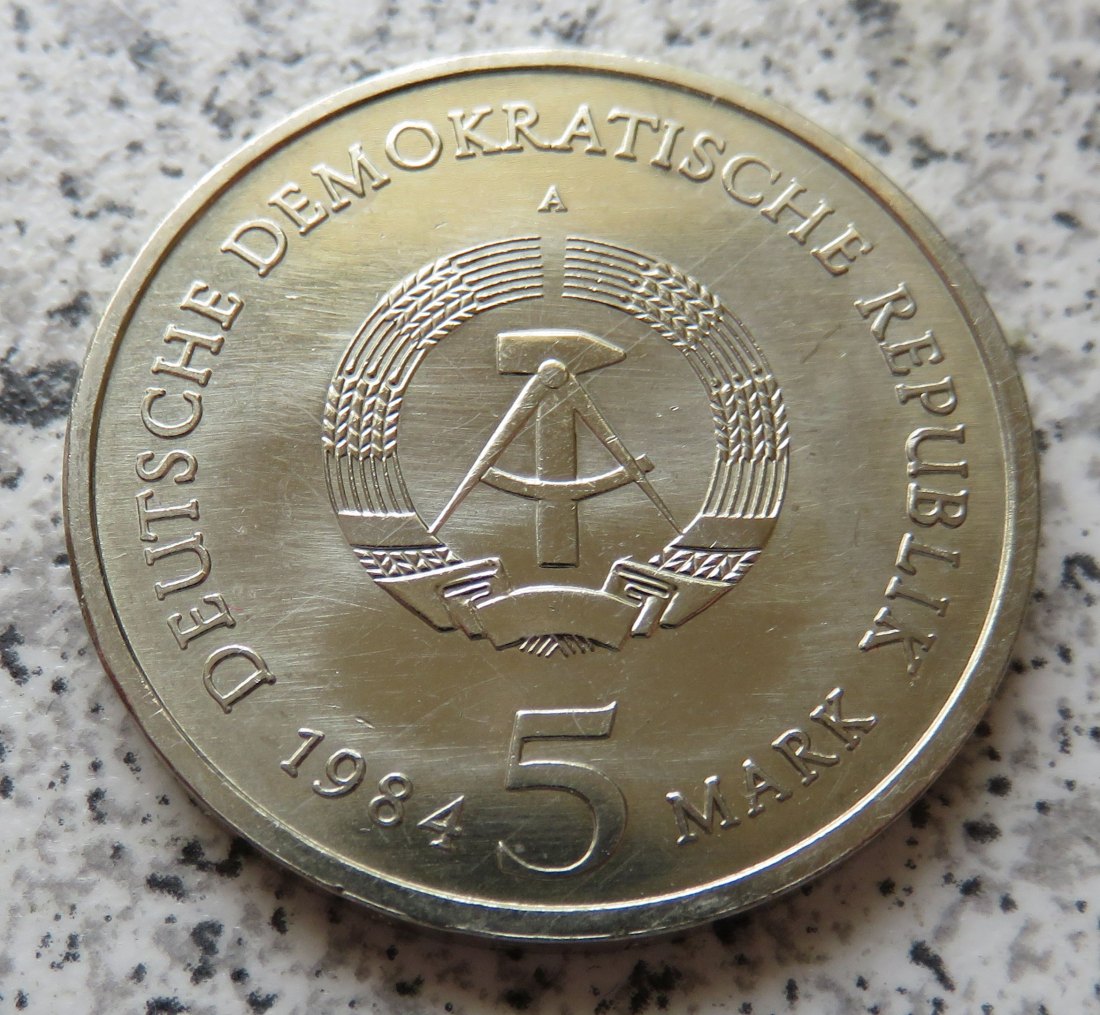 DEUTSCHE DEMOKRATISCHE REPUBLIK
A
1984 5 MARK